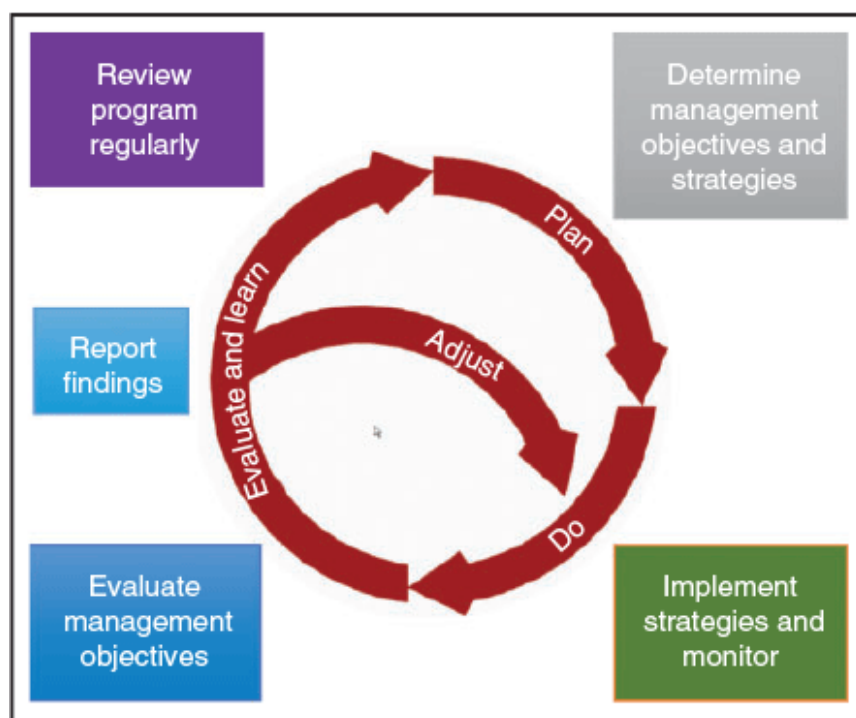 Review
program
regularly
Determine
management
objectives and
strategies
Plan
Evaluate and learn
Adjust
Report
findings
Do
Evaluate
management
objectives
Implement
strategies and
monitor